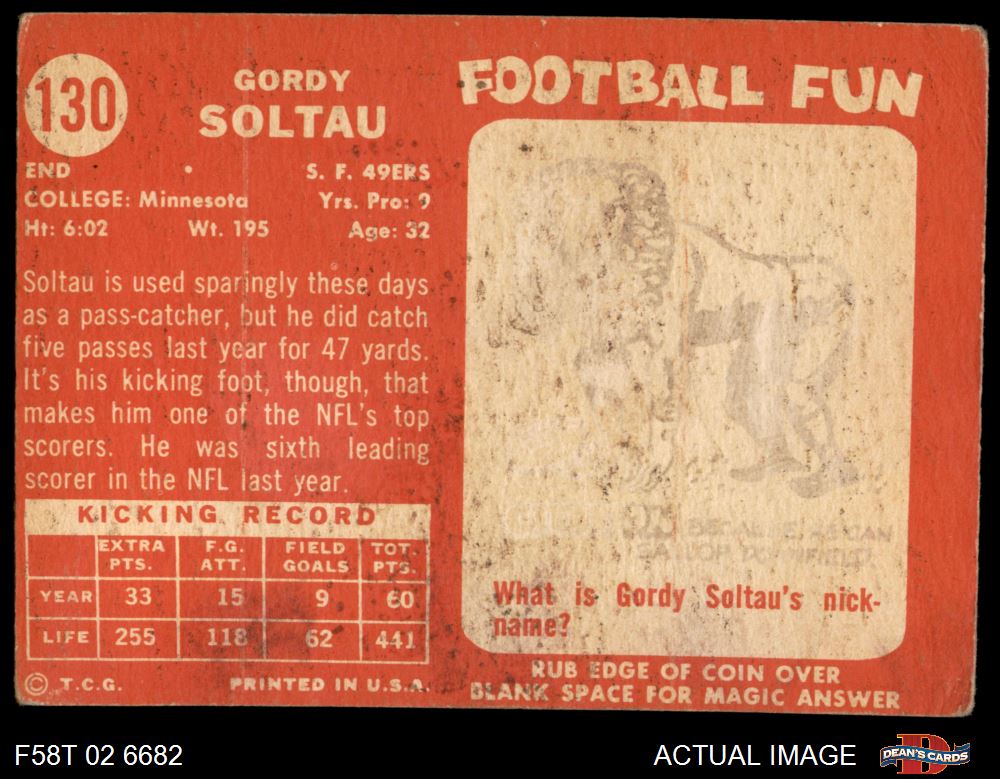 130
GORDY
SOLTAU
END • S. F. 49ERS
COLLEGE: Minnesota Yrs. Pro: 9
Ht: 6:02 Wt. 195 Age: 32
Soltau is used sparingly these days
as a pass-catcher, but he did catch
five passes last year for 47 yards.
It's his kicking foot, though, that
makes him one of the NFL's top
scorers. He was sixth leading
scorer in the NFL last year.
KICKING RECORD
EXTRA PTS. F.G. ATT. FIELD GOALS TOT. PTS.
YEAR 33 15 9 60
LIFE 255 118 62 441
© T.C.G. PRINTED IN U.S.A.
FOOTBALL FUN
CAN
What is Gordy Soltau's nick-
name?
RUB EDGE OF COIN OVER
BLANK SPACE FOR MAGIC ANSWER
F58T 02 6682
ACTUAL IMAGE
DEAN'S CARDS